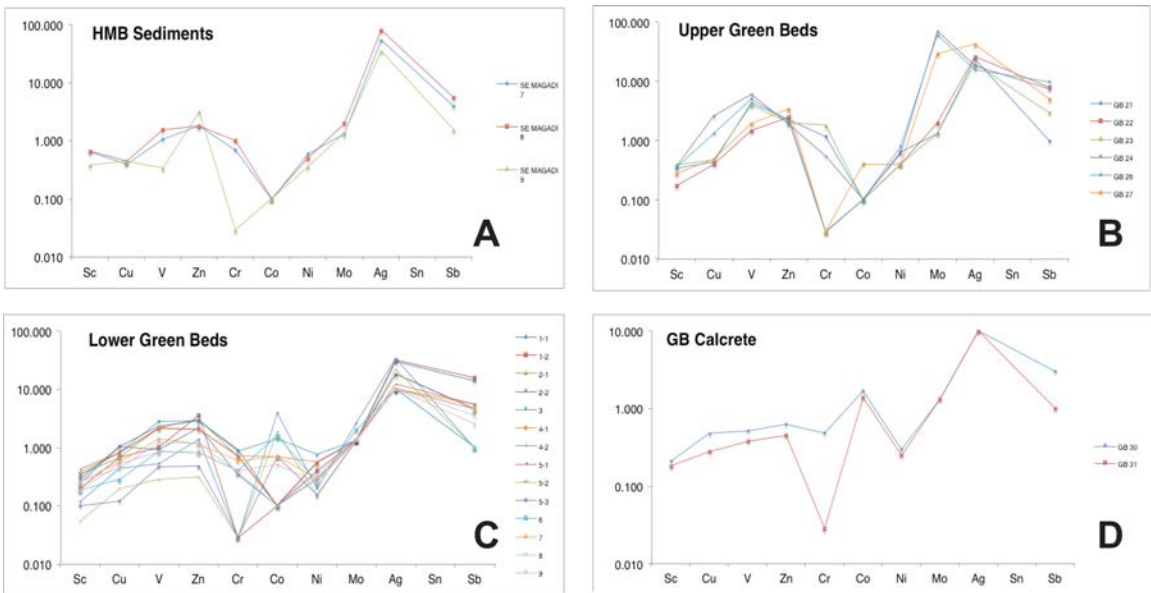 HMB Sediments
100.000
10.000
1.000
0.100
0.010
Sc Cu V Zn Cr Co Ni Mo Ag Sn Sb
SE MAGADI
7
SE MAGADI
8
SE MAGADI
9
A
Upper Green Beds
100.000
10.000
1.000
0.100
0.010
Sc Cu V Zn Cr Co Ni Mo Ag Sn Sb
GB 21
GB 22
GB 23
GB 24
GB 26
GB 27
B
Lower Green Beds
100.000
10.000
1.000
0.100
0.010
Sc Cu V Zn Cr Co Ni Mo Ag Sn Sb
1-1
1-2
2-1
2-2
3
4-1
4-2
5-1
5-2
5-3
6
7
8
9
C
GB Calcrete
10.000
1.000
0.100
0.010
Sc Cu V Zn Cr Co Ni Mo Ag Sn Sb
GB 30
GB 31
D